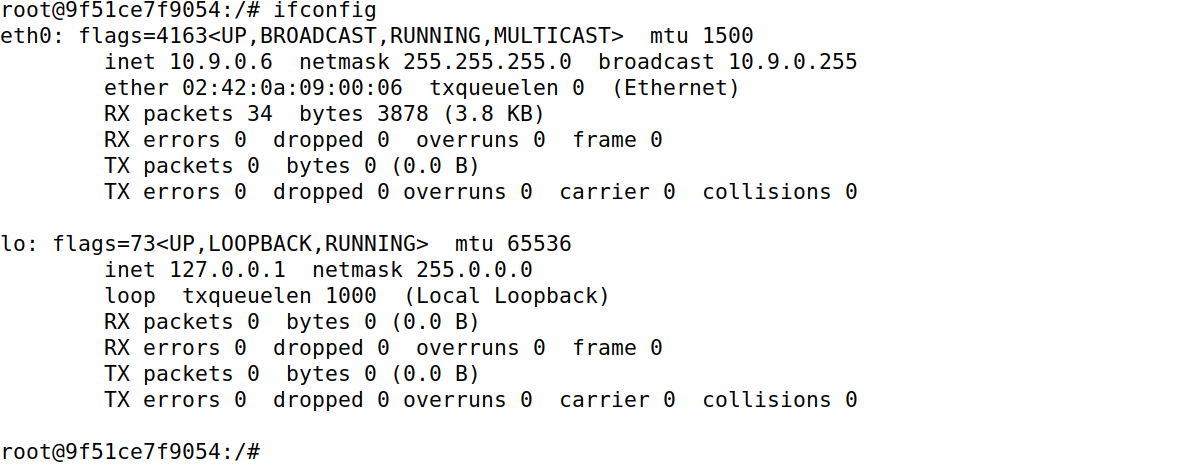 root@9f51ce7f9054:/# ifconfig
eth0: flags=4163<UP,BROADCAST,RUNNING,MULTICAST>  mtu 1500
        inet 10.9.0.6  netmask 255.255.255.0  broadcast 10.9.0.255
        ether 02:42:0a:09:00:06  txqueuelen 0  (Ethernet)
        RX packets 34  bytes 3878 (3.8 KB)
        RX errors 0  dropped 0  overruns 0  frame 0
        TX packets 0  bytes 0 (0.0 B)
        TX errors 0  dropped 0 overruns 0  carrier 0  collisions 0

lo: flags=73<UP,LOOPBACK,RUNNING>  mtu 65536
        inet 127.0.0.1  netmask 255.0.0.0
        loop  txqueuelen 1000  (Local Loopback)
        RX packets 0  bytes 0 (0.0 B)
        RX errors 0  dropped 0  overruns 0  frame 0
        TX packets 0  bytes 0 (0.0 B)
        TX errors 0  dropped 0 overruns 0  carrier 0  collisions 0

root@9f51ce7f9054:/#